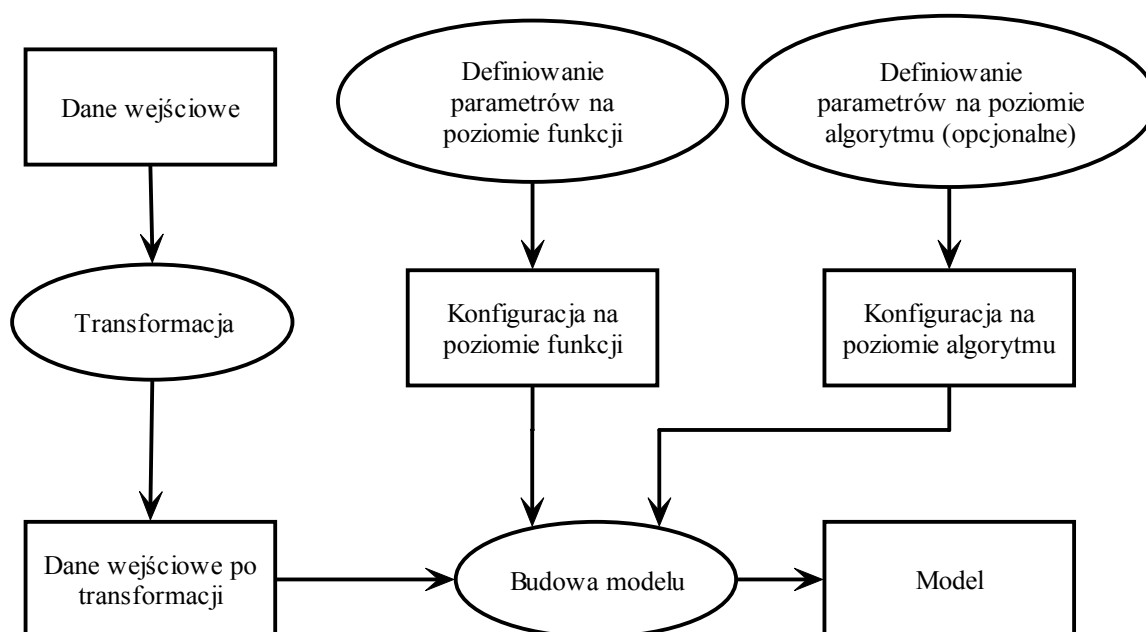 Dane wejściowe
Definiowanie
parametrów na
poziomie funkcji
Definiowanie
parametrów na poziomie
algorytmu (opcjonalne)
Transformacja
Konfiguracja na
poziomie funkcji
Konfiguracja na
poziomie algorytmu
Dane wejściowe po
transformacji
Budowa modelu
Model